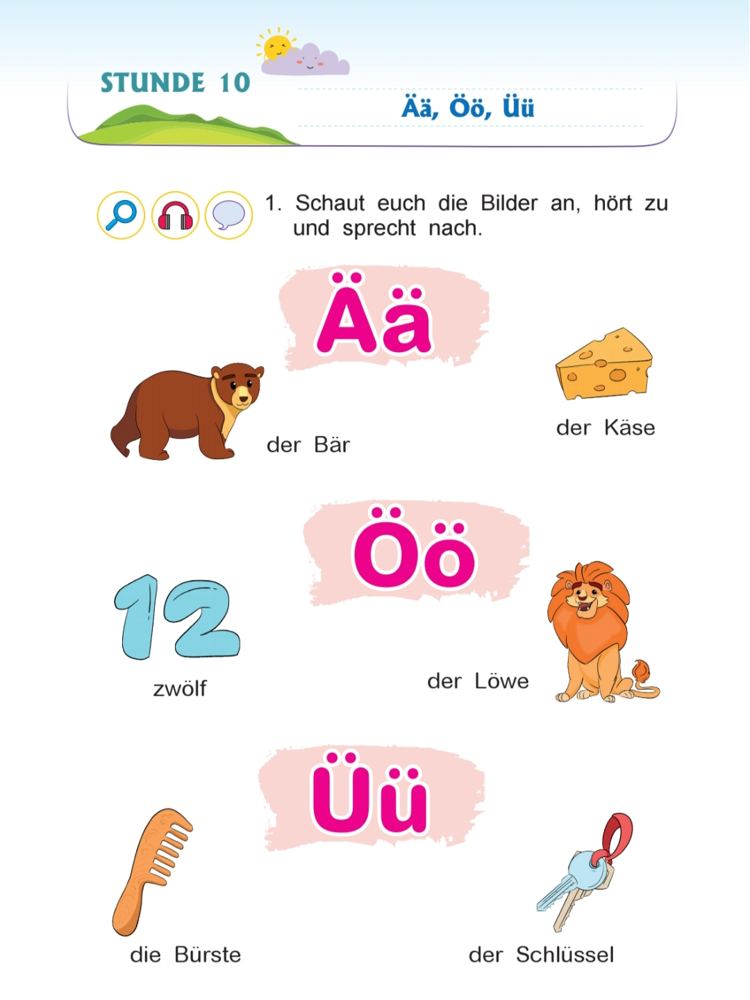 STUNDE 10
Ää, Öö, Üü
1. Schaut euch die Bilder an, hört zu
und sprecht nach.
Ää
der Käse
der Bär
Öö
12
der Löwe
zwölf
Üü
die Bürste
der Schlüssel